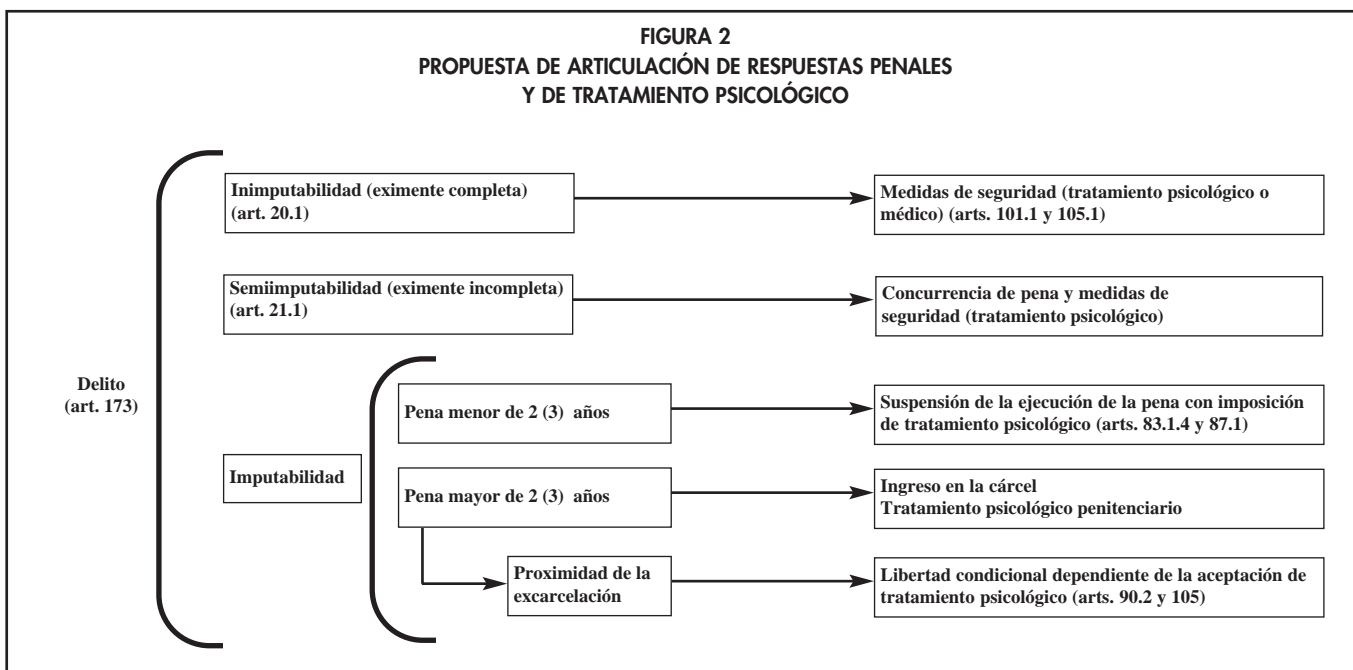 FIGURA 2
PROPUESTA DE ARTICULACIÓN DE RESPUESTAS PENALES
Y DE TRATAMIENTO PSICOLÓGICO
Delito
(art. 173)
Inimputabilidad (eximente completa)
(art. 20.1)
Medidas de seguridad (tratamiento psicológico o
médico) (arts. 101.1 y 105.1)
Semiimputabilidad (eximente incompleta)
(art. 21.1)
Concurrencia de pena y medidas de
seguridad (tratamiento psicológico)
Imputabilidad
Pena menor de 2 (3) años
Suspensión de la ejecución de la pena con imposición
de tratamiento psicológico (arts. 83.1.4 y 87.1)
Pena mayor de 2 (3) años
Ingreso en la cárcel
Tratamiento psicológico penitenciario
Proximidad de la
excarcelación
Libertad condicional dependiente de la aceptación de
tratamiento psicológico (arts. 90.2 y 105)